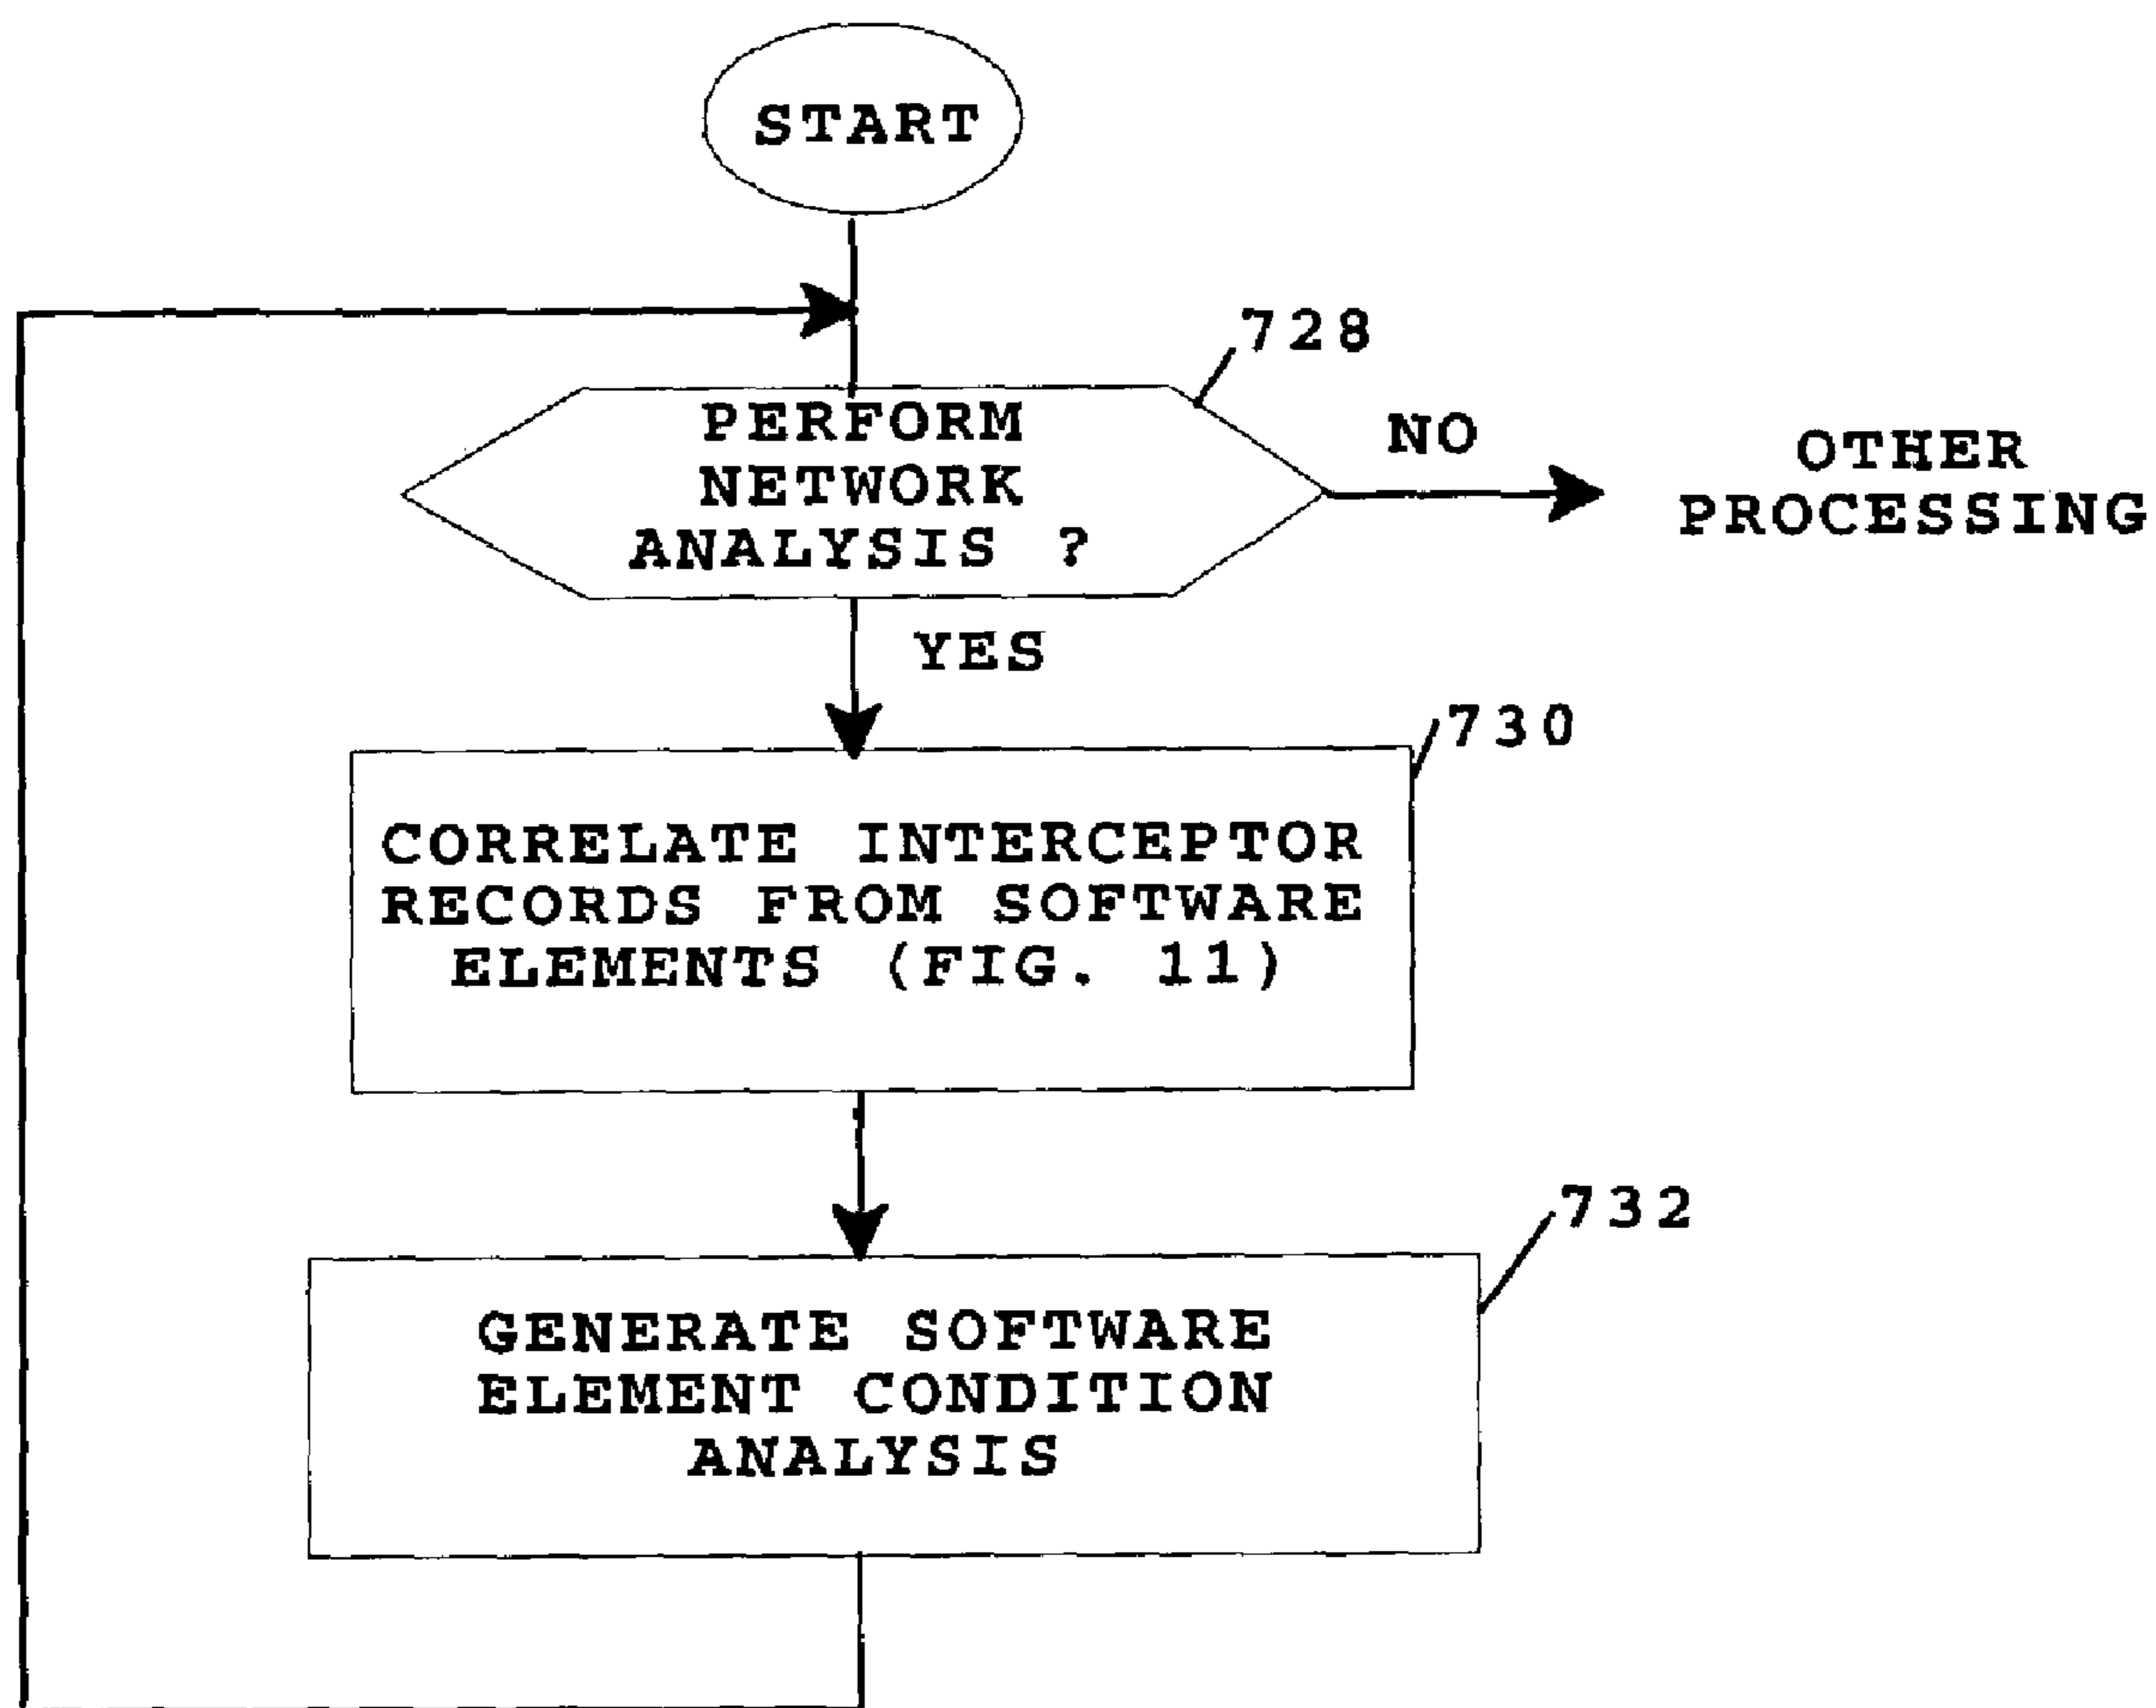 START
728
PERFORM
NETWORK
ANALYSIS ?
NO
OTHER
PROCESSING
YES
730
CORRELATE INTERCEPTOR
RECORDS FROM SOFTWARE
ELEMENTS (FIG. 11)
732
GENERATE SOFTWARE
ELEMENT CONDITION
ANALYSIS